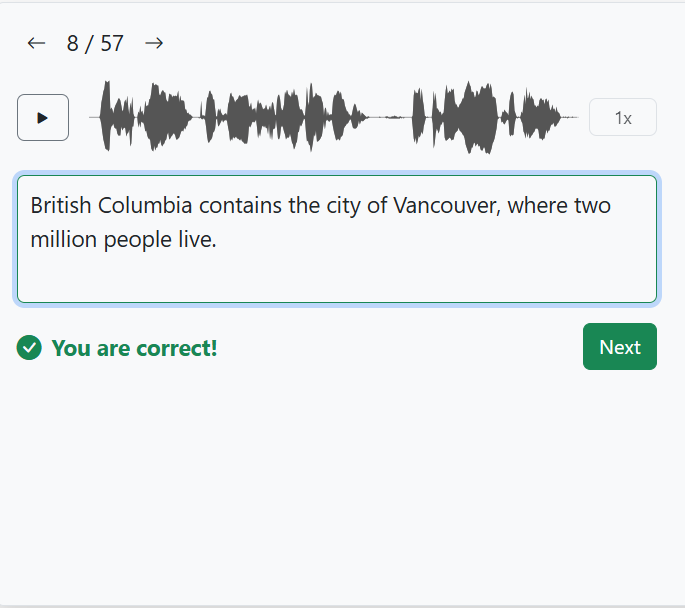 8 / 57
1x
British Columbia contains the city of Vancouver, where two
million people live.
You are correct!
Next